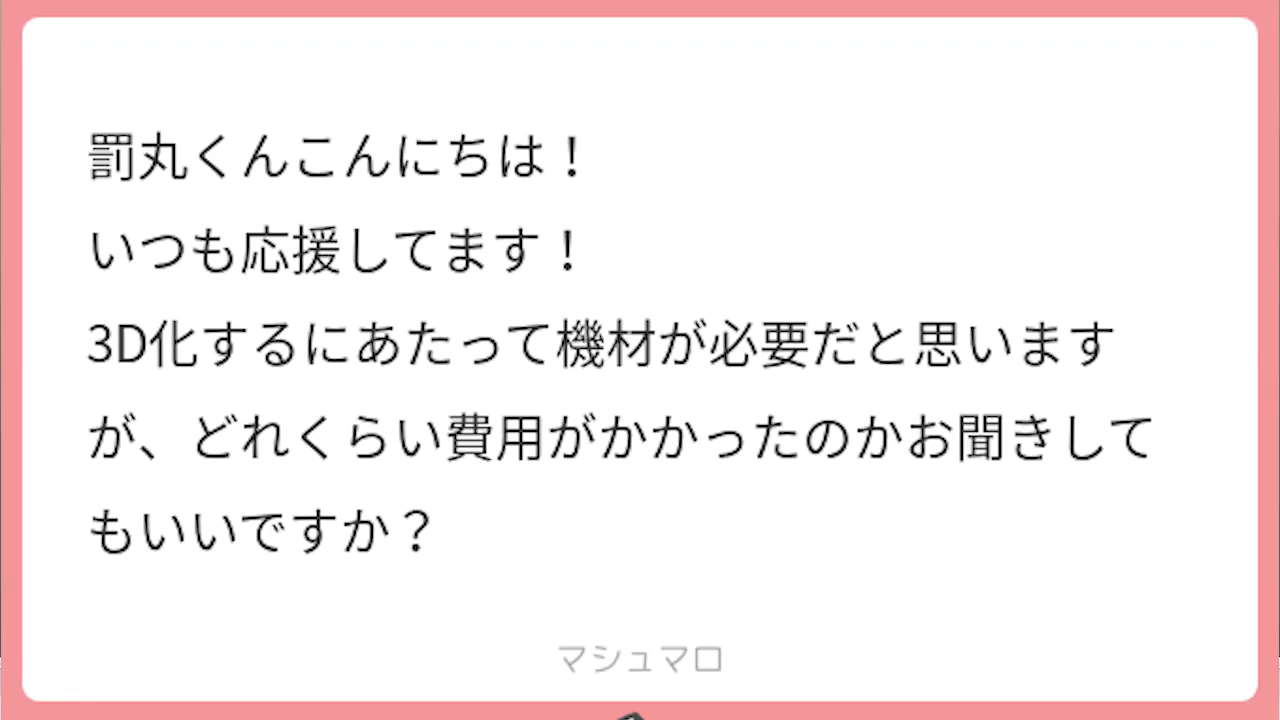 罰丸くんこんにちは！
いつも応援してます！
3D化するにあたって機材が必要だと思います
が、どれくらい費用がかかったのかお聞きして
もいいですか？
マシュマロ